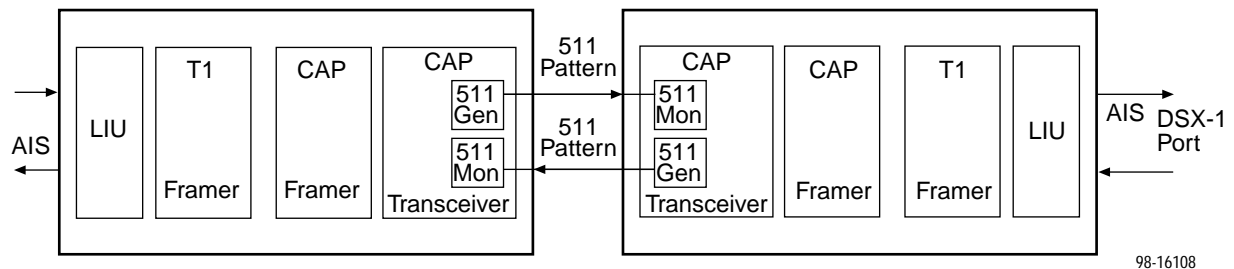 AIS
LIU
T1
Framer
CAP
Framer
CAP
511
Gen
511
Mon
Transceiver
511
Pattern
511
Pattern
CAP
511
Mon
511
Gen
Transceiver
CAP
Framer
T1
Framer
LIU
AIS
DSX-1
Port
98-16108